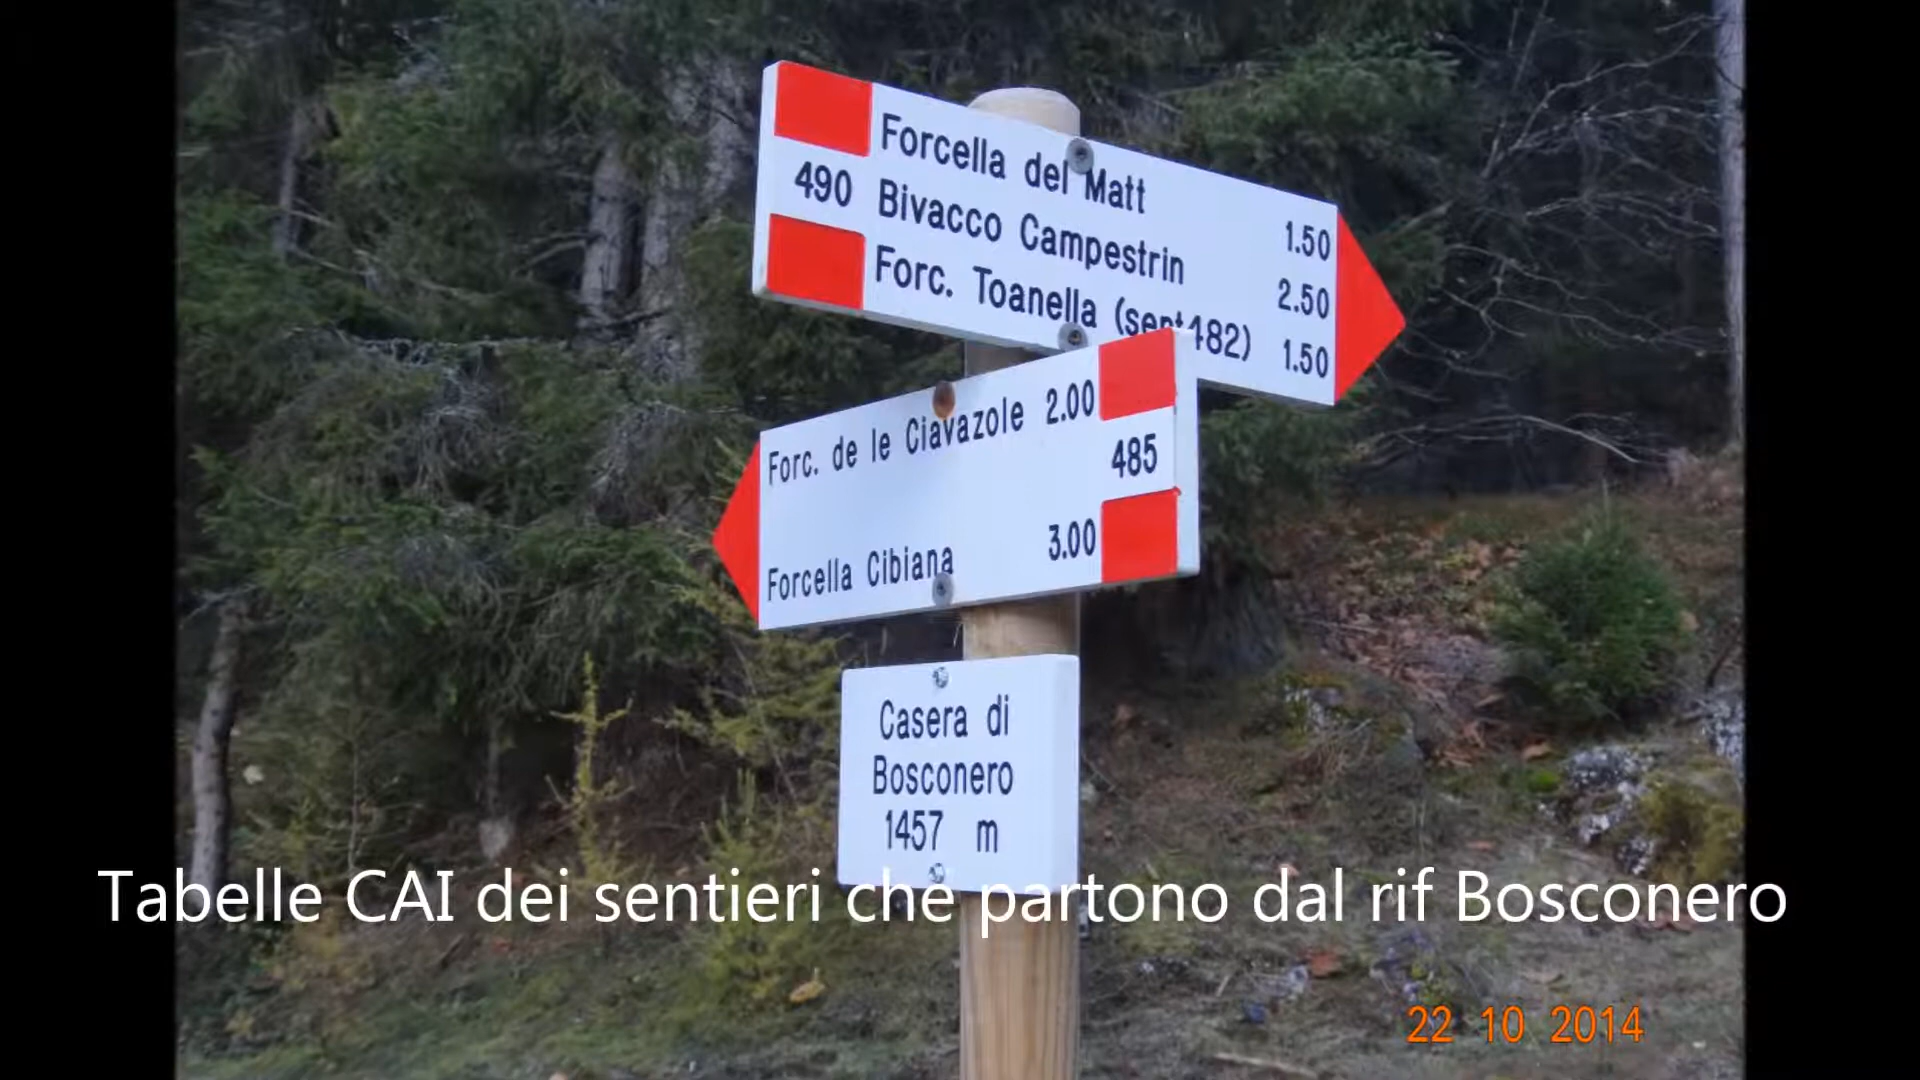 Forcella del Matt 1.50
490 Bivacco Campestrin 2.50
Forc. Toanella (sent 482) 1.50
Forc. de le Ciavazole 2.00
485
Forcella Cibiana 3.00
Casera di
Bosconero
1457 m
Tabelle CAI dei sentieri che partono dal rif Bosconero
22 10 2014